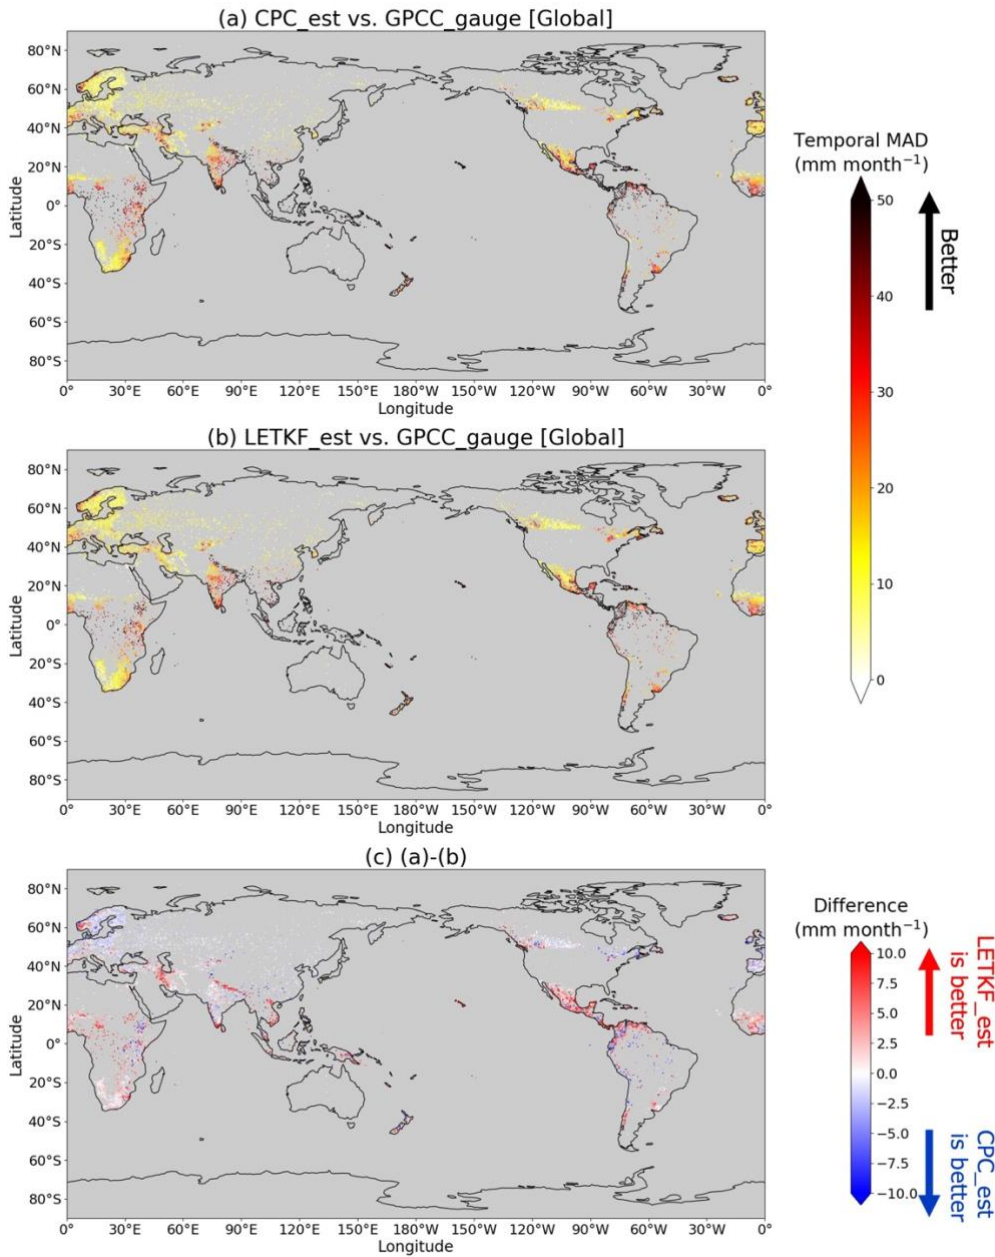 (a) CPC_est vs. GPCC_gauge [Global]
80°N
60°N
40°N
20°N
0°
20°S
40°S
60°S
80°S
Latitude
0° 30°E 60°E 90°E 120°E 150°E 180°W 150°W 120°W 90°W 60°W 30°W 0°
Longitude
(b) LETKF_est vs. GPCC_gauge [Global]
80°N
60°N
40°N
20°N
0°
20°S
40°S
60°S
80°S
Latitude
0° 30°E 60°E 90°E 120°E 150°E 180°W 150°W 120°W 90°W 60°W 30°W 0°
Longitude
Temporal MAD
(mm month⁻¹)
50
40
30
20
10
0
Better
(c) (a)-(b)
80°N
60°N
40°N
20°N
0°
20°S
40°S
60°S
80°S
Latitude
0° 30°E 60°E 90°E 120°E 150°E 180°W 150°W 120°W 90°W 60°W 30°W 0°
Longitude
Difference
(mm month⁻¹)
10.0
7.5
5.0
2.5
0.0
−2.5
−5.0
−7.5
−10.0
LETKF_est
is better
CPC_est
is better